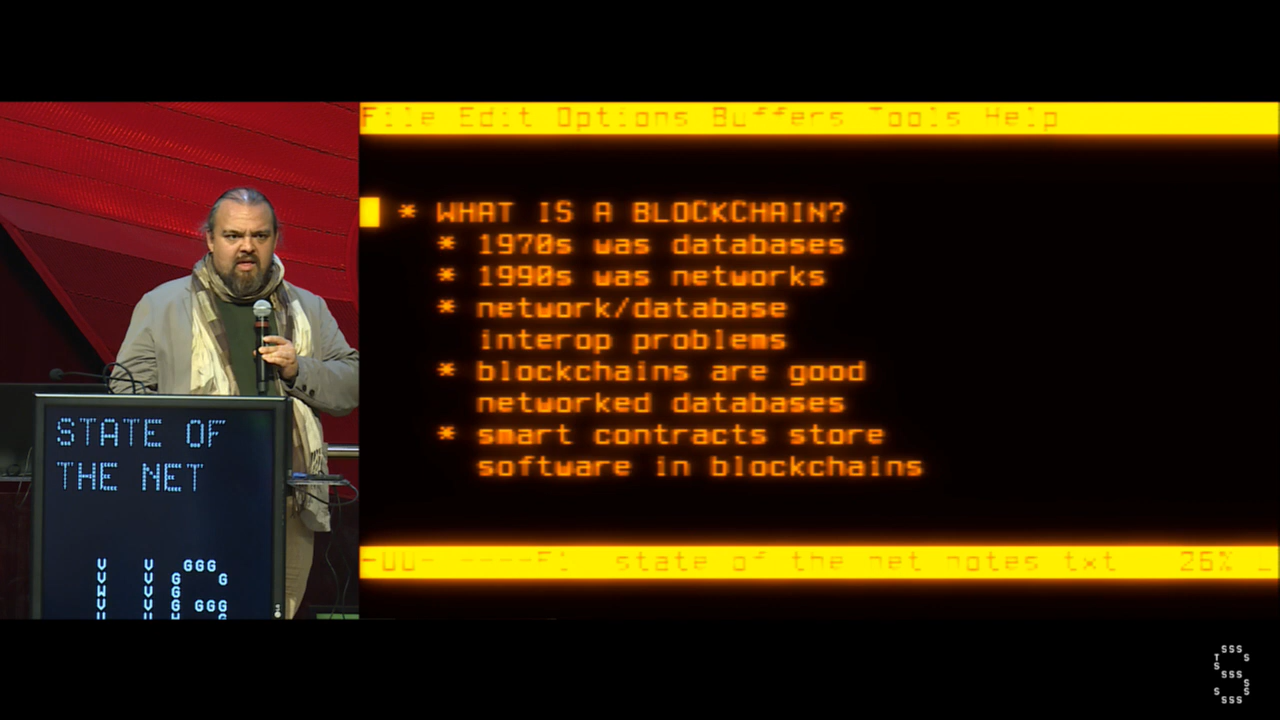 File Edit Options Buffers Tools Help
* WHAT IS A BLOCKCHAIN?
* 1970s was databases
* 1990s was networks
* network/database
interop problems
* blockchains are good
networked databases
* smart contracts store
software in blockchains
-UU-:----F1 state of the net notes txt 26% _
STATE OF
THE NET